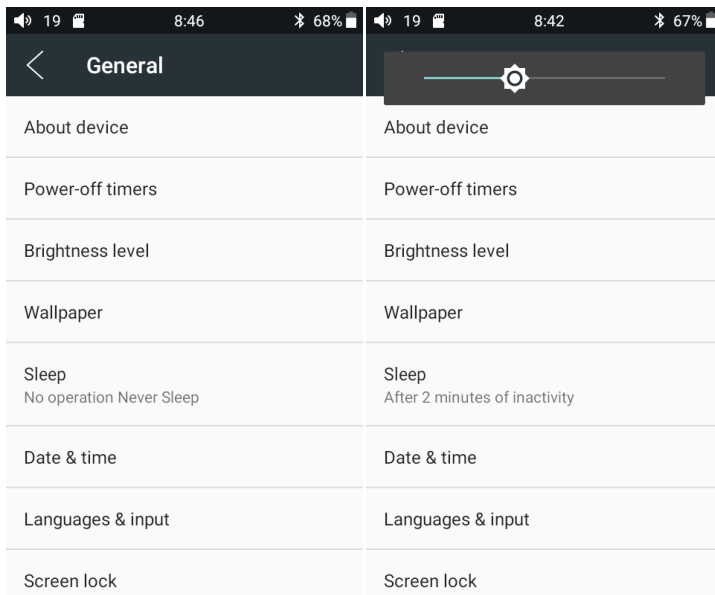 19 8:46 68%
General
About device
Power-off timers
Brightness level
Wallpaper
Sleep
No operation Never Sleep
Date & time
Languages & input
Screen lock
19 8:42 67%
About device
Power-off timers
Brightness level
Wallpaper
Sleep
After 2 minutes of inactivity
Date & time
Languages & input
Screen lock